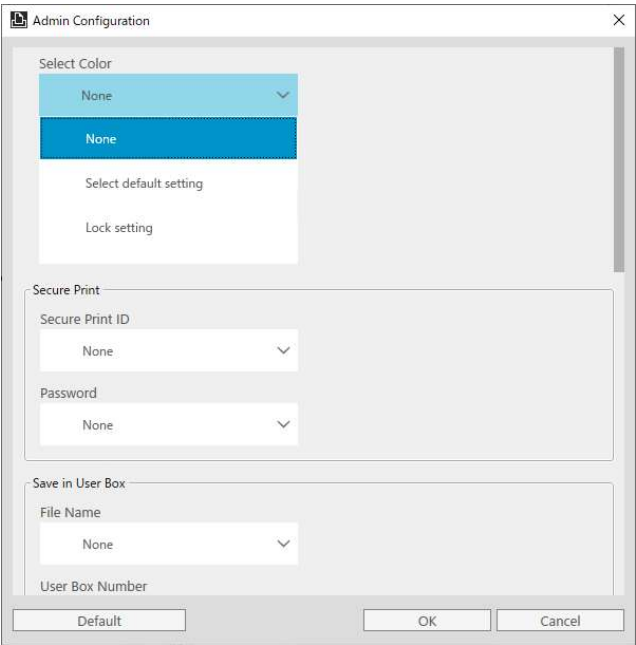 Admin Configuration
Select Color
None
None
Select default setting
Lock setting
Secure Print
Secure Print ID
None
Password
None
Save in User Box
File Name
None
User Box Number
Default
OK
Cancel